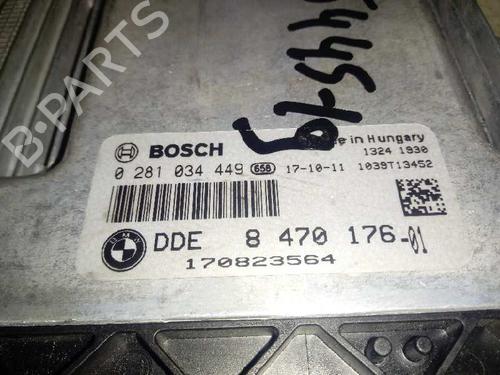 B-PARTS
BOSCH
in Hungary
1324 1930
0 281 034 449 658 17-10-11 1039T13452
BMW
DDE 8 470 176-01
170823564